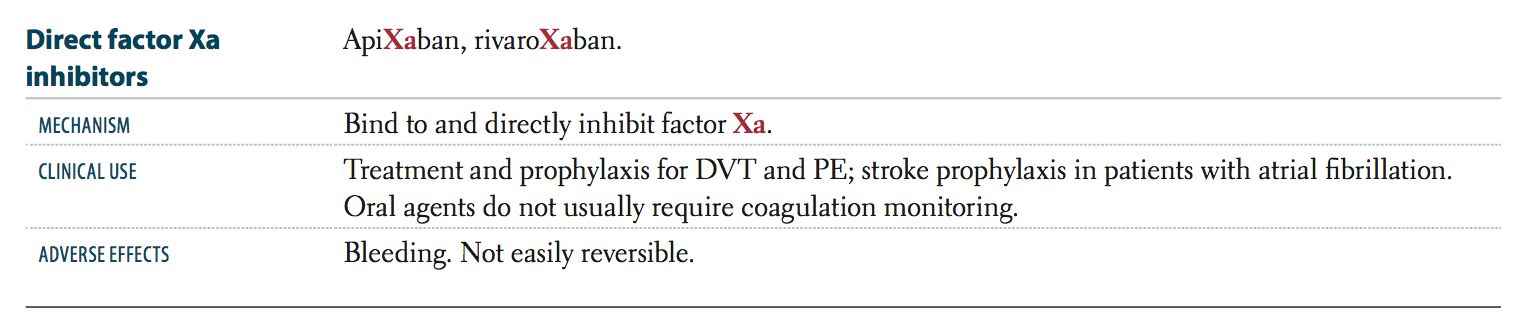 Direct factor Xa ApiXaban, rivaroXaban.
inhibitors
MECHANISM Bind to and directly inhibit factor Xa.
CLINICAL USE Treatment and prophylaxis for DVT and PE; stroke prophylaxis in patients with atrial fibrillation.
Oral agents do not usually require coagulation monitoring.
ADVERSE EFFECTS Bleeding. Not easily reversible.